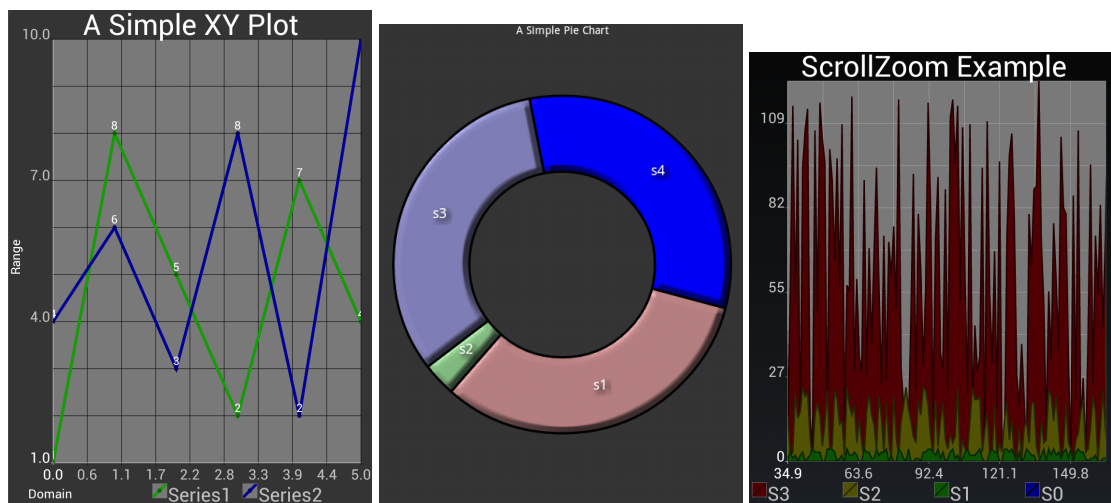 A Simple XY Plot
10.0
8
8
7
7.0
6
5
4
4.0
4
3
2
2
1.0
Range
0.0 0.6 1.1 1.7 2.2 2.8 3.3 3.9 4.4 5.0
Domain
Series1 Series2
A Simple Pie Chart
s4
s3
s2
s1
ScrollZoom Example
109
82
55
27
0
34.9 63.6 92.4 121.1 149.8
S3 S2 S1 S0